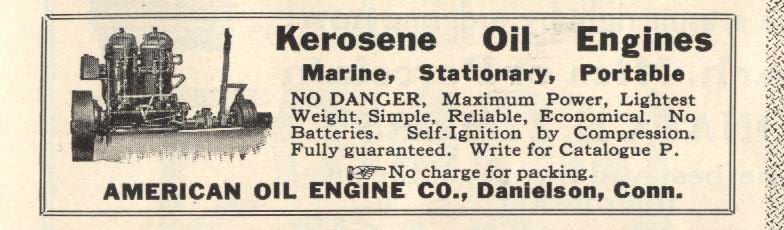 Kerosene Oil Engines
Marine, Stationary, Portable
NO DANGER, Maximum Power, Lightest
Weight, Simple, Reliable, Economical. No
Batteries. Self-Ignition by Compression.
Fully guaranteed. Write for Catalogue P.
☞No charge for packing.
AMERICAN OIL ENGINE CO., Danielson, Conn.